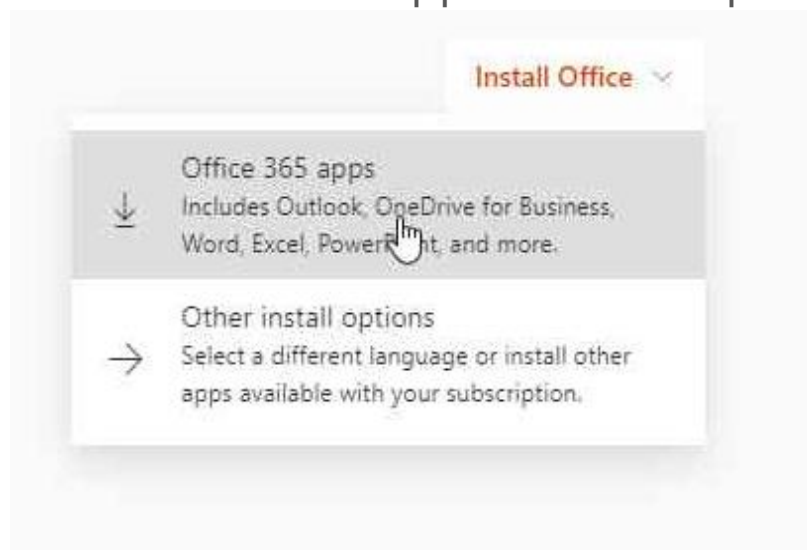 Install Office
Office 365 apps
Includes Outlook, OneDrive for Business,
Word, Excel, PowerPoint, and more.
Other install options
Select a different language or install other
apps available with your subscription.